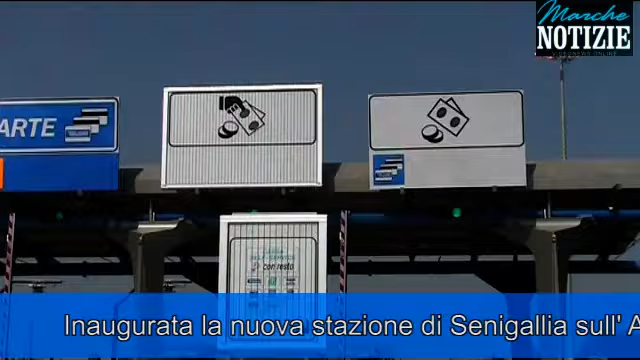 Marche
NOTIZIE
ARTE
con resto
Inaugurata la nuova stazione di Senigallia sull' A